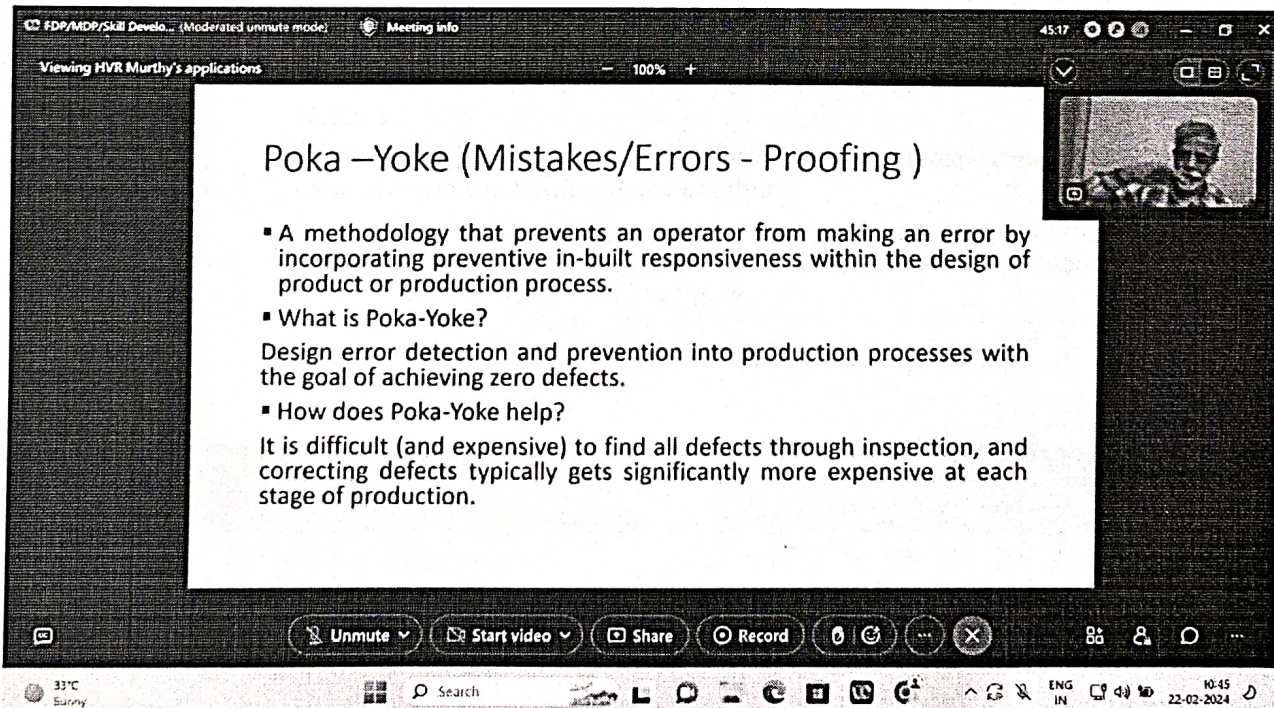 FDP/MDP/Skill Develo... (Moderated unmute mode) Meeting info 45:17
Viewing HVR Murthy's applications — 100% +
Poka –Yoke (Mistakes/Errors - Proofing )
▪ A methodology that prevents an operator from making an error by
incorporating preventive in-built responsiveness within the design of
product or production process.
▪ What is Poka-Yoke?
Design error detection and prevention into production processes with
the goal of achieving zero defects.
▪ How does Poka-Yoke help?
It is difficult (and expensive) to find all defects through inspection, and
correcting defects typically gets significantly more expensive at each
stage of production.
Unmute Start video Share Record
33°C
Sunny
Search
ENG
IN
10:45
22-02-2024